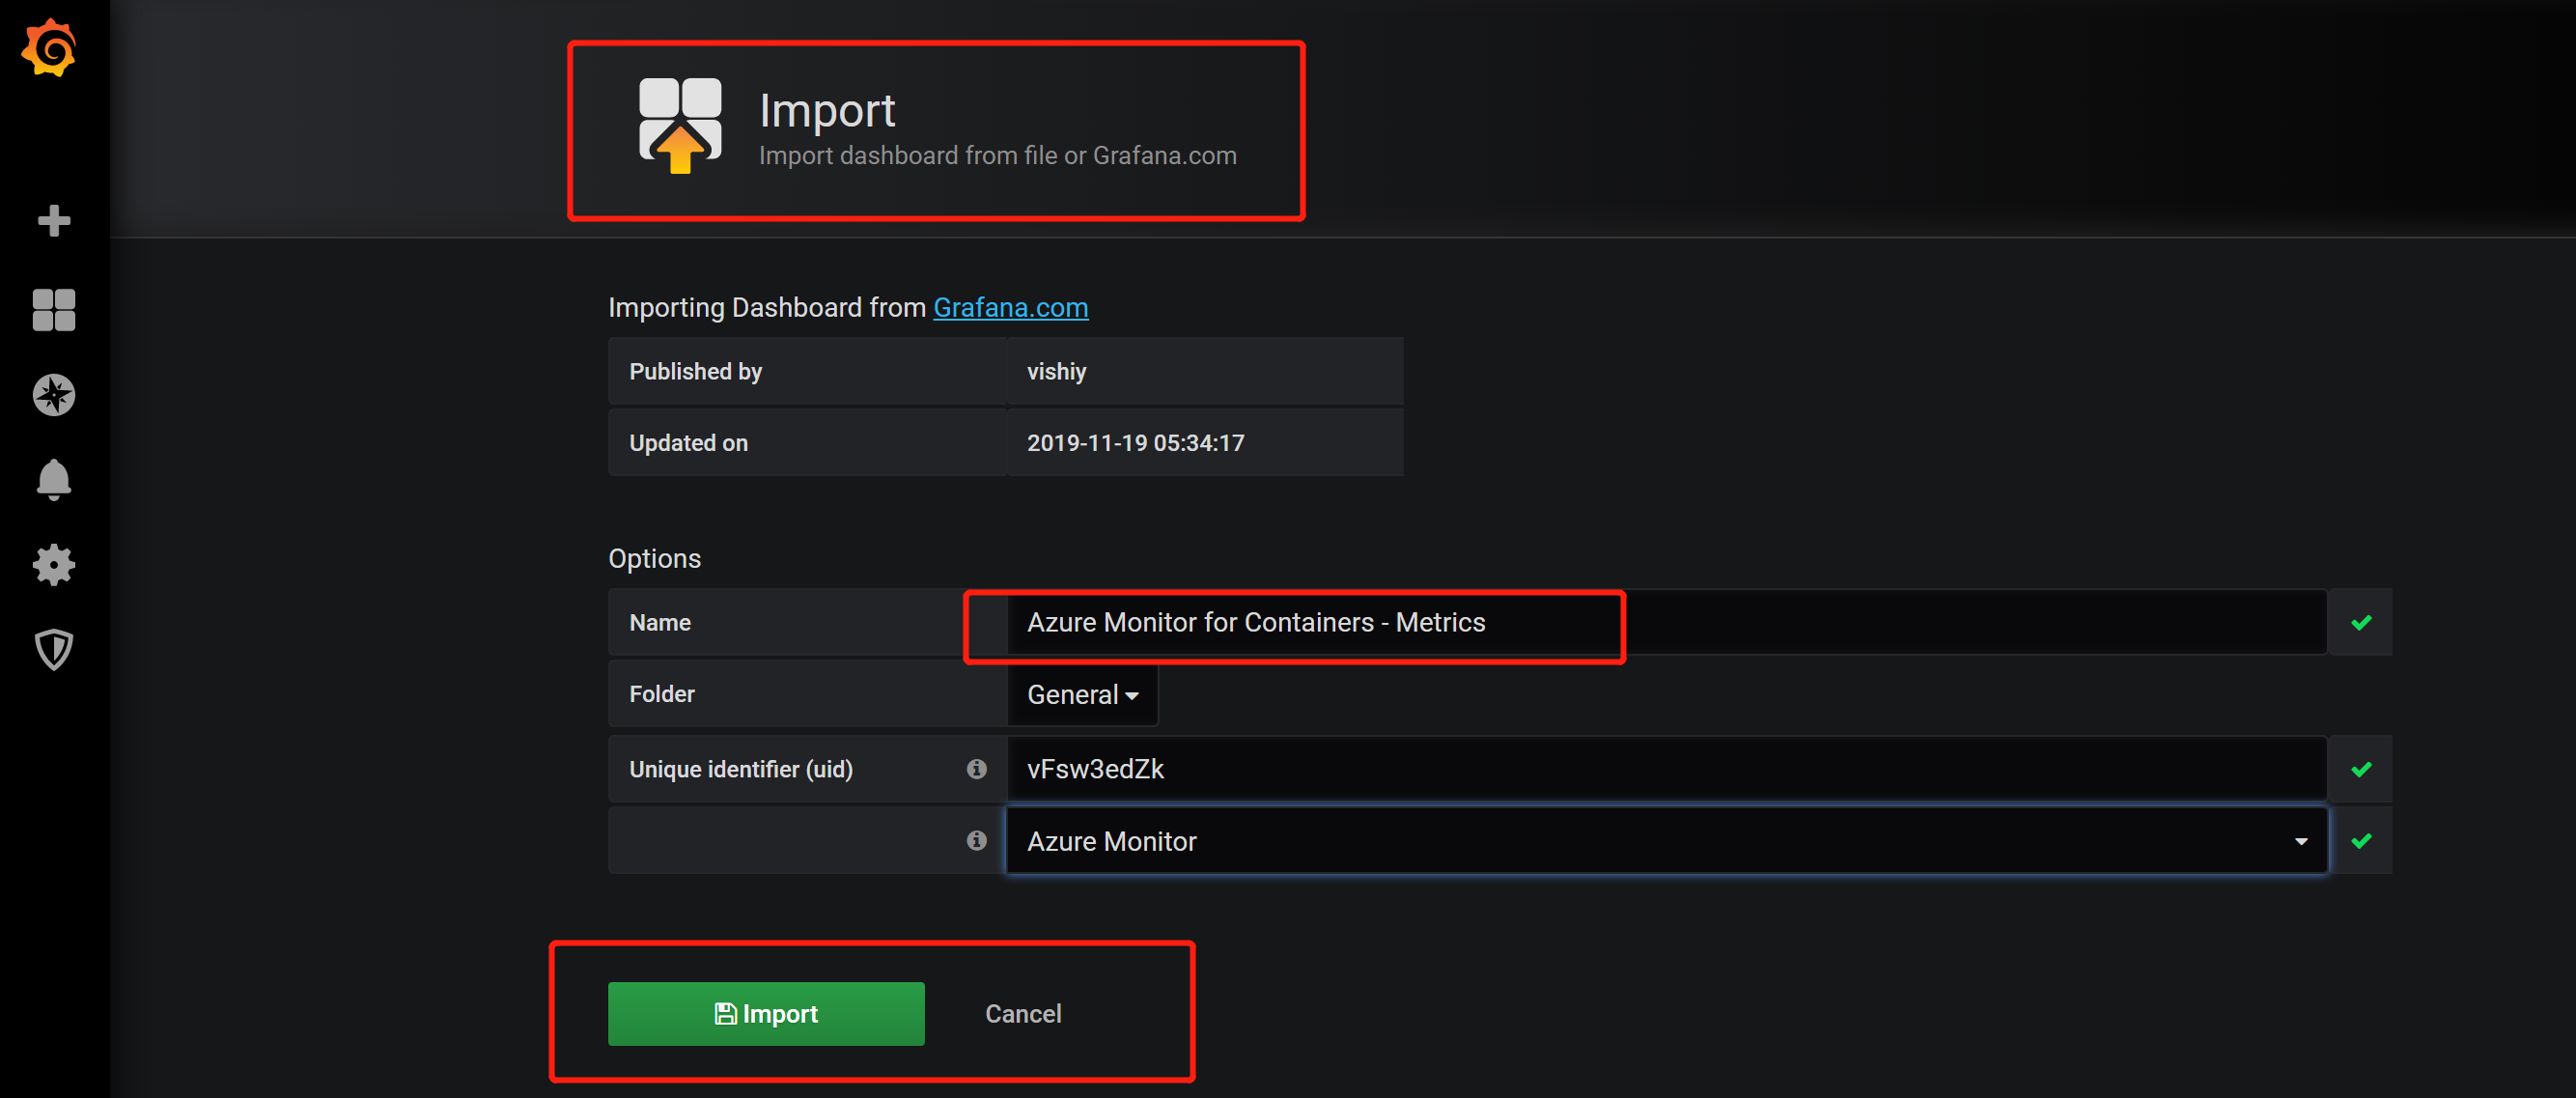 Import
Import dashboard from file or Grafana.com
Importing Dashboard from Grafana.com
Published by vishiy
Updated on 2019-11-19 05:34:17
Options
Name Azure Monitor for Containers - Metrics
Folder General
Unique identifier (uid) vFsw3edZk
Azure Monitor
Import Cancel